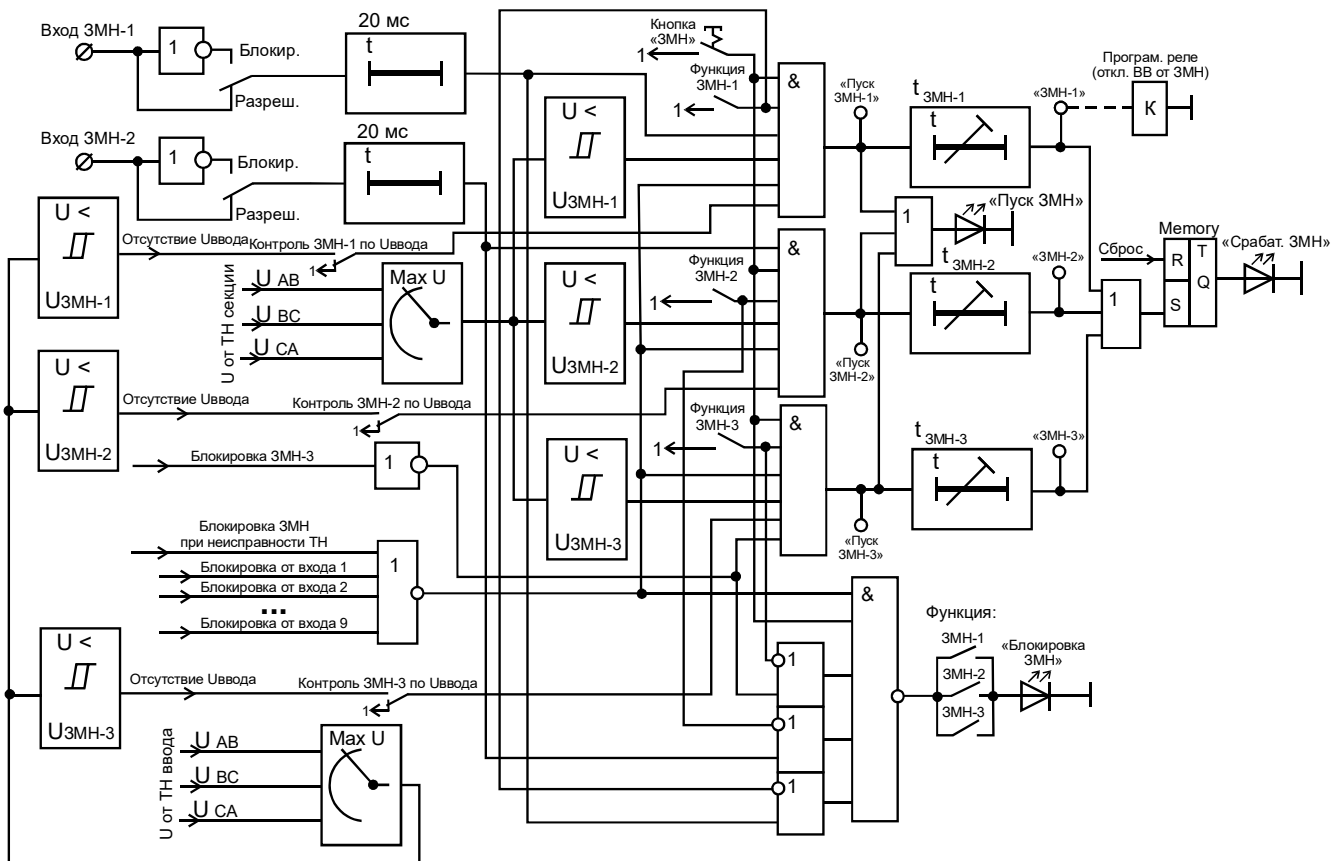 Вход ЗМН-1
1
Блокир.
Разреш.
20 мс
t
Вход ЗМН-2
1
Блокир.
Разреш.
20 мс
t
U <
UЗМН-1
Отсутствие Uввода
Контроль ЗМН-1 по Uввода
1
U от ТН секции
U AB
U BC
U CA
Max U
U <
UЗМН-2
Отсутствие Uввода
Контроль ЗМН-2 по Uввода
1
Блокировка ЗМН-3
1
Блокировка ЗМН
при неисправности ТН
Блокировка от входа 1
Блокировка от входа 2
...
Блокировка от входа 9
1
U <
UЗМН-3
Отсутствие Uввода
Контроль ЗМН-3 по Uввода
1
U от ТН ввода
U AB
U BC
U CA
Max U
U <
UЗМН-1
U <
UЗМН-2
U <
UЗМН-3
Кнопка
«ЗМН»
1
Функция
ЗМН-1
1
&
Функция
ЗМН-2
1
&
Функция
ЗМН-3
1
&
«Пуск
ЗМН-1»
t ЗМН-1
t
«ЗМН-1»
Програм. реле
(откл. ВВ от ЗМН)
К
1
«Пуск ЗМН»
«Пуск
ЗМН-2»
t ЗМН-2
t
«ЗМН-2»
1
Сброс
Memory
R
T
S
Q
«Срабат. ЗМН»
«Пуск
ЗМН-3»
t ЗМН-3
t
«ЗМН-3»
1
1
1
&
Функция:
ЗМН-1
ЗМН-2
ЗМН-3
«Блокировка
ЗМН»